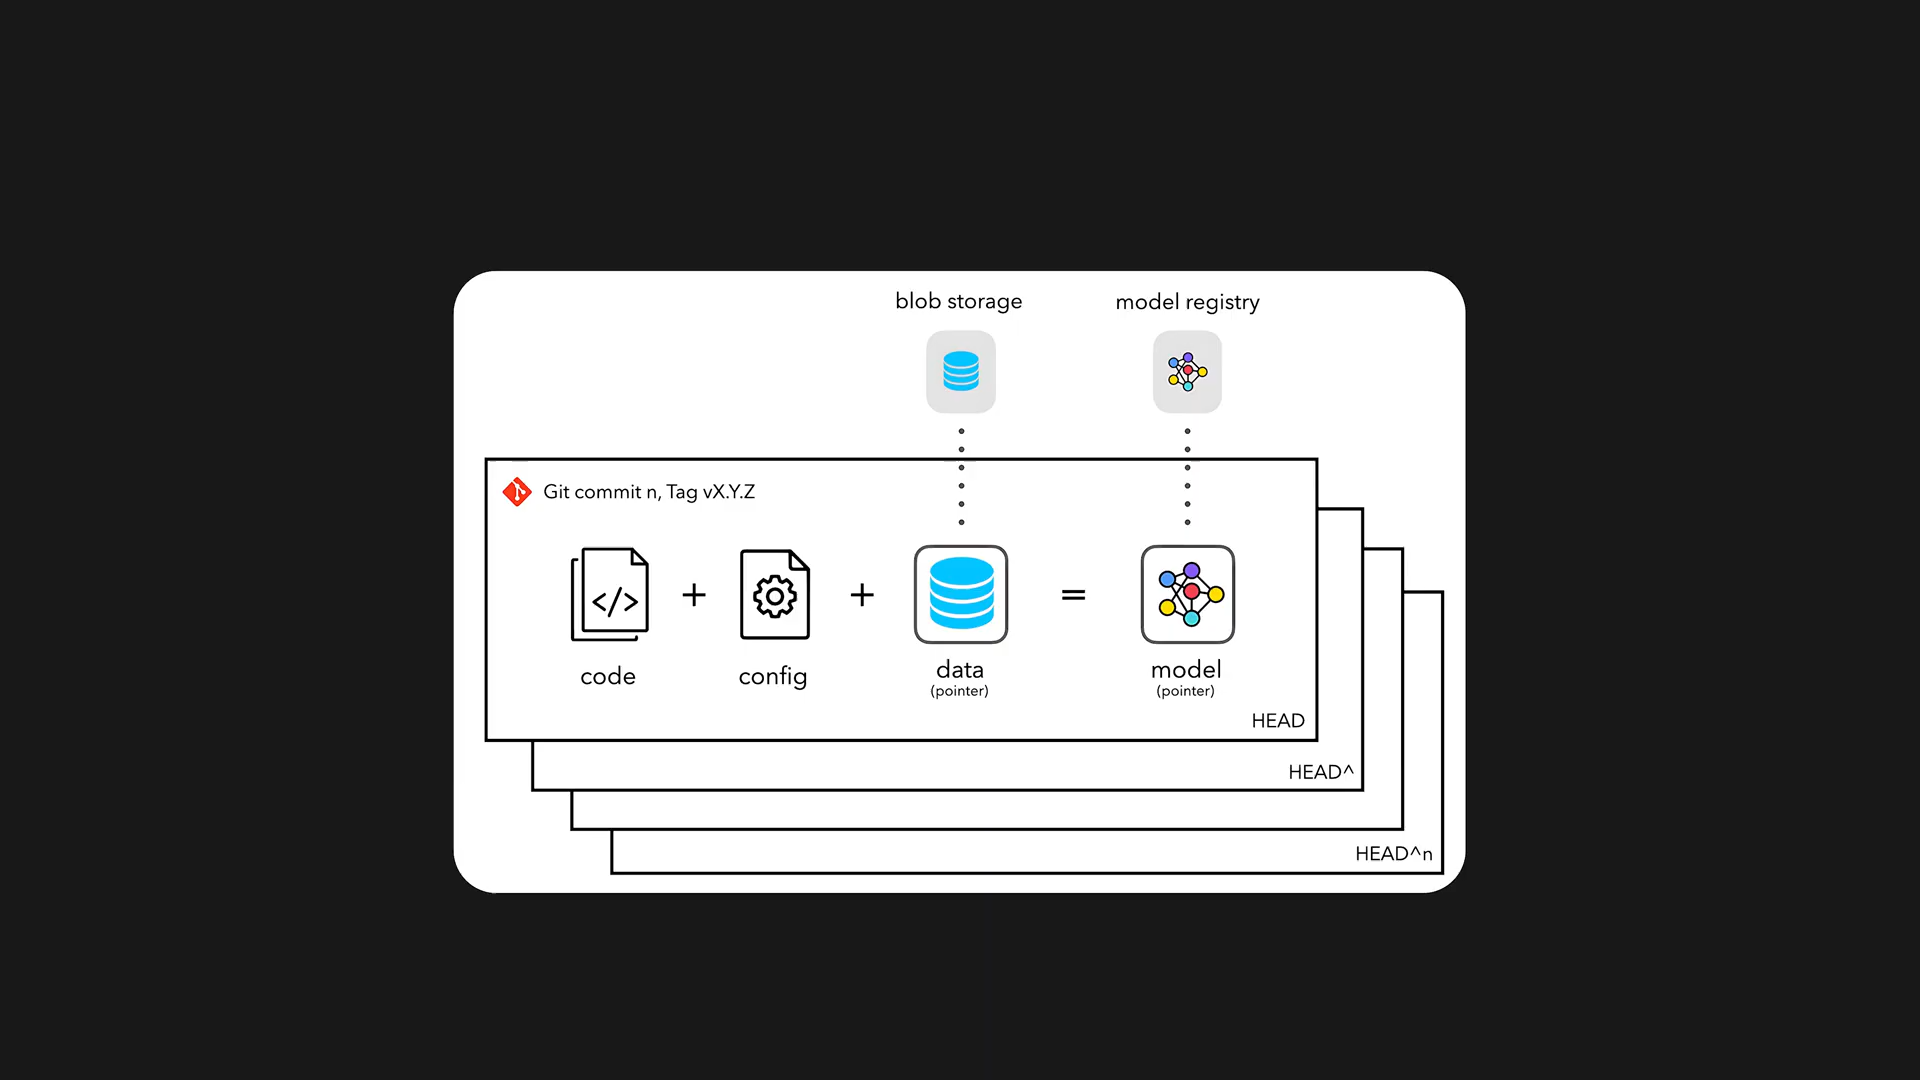 blob storage
model registry
Git commit n, Tag vX.Y.Z
</>
+
+
=
code
config
data
(pointer)
model
(pointer)
HEAD
HEAD^
HEAD^n